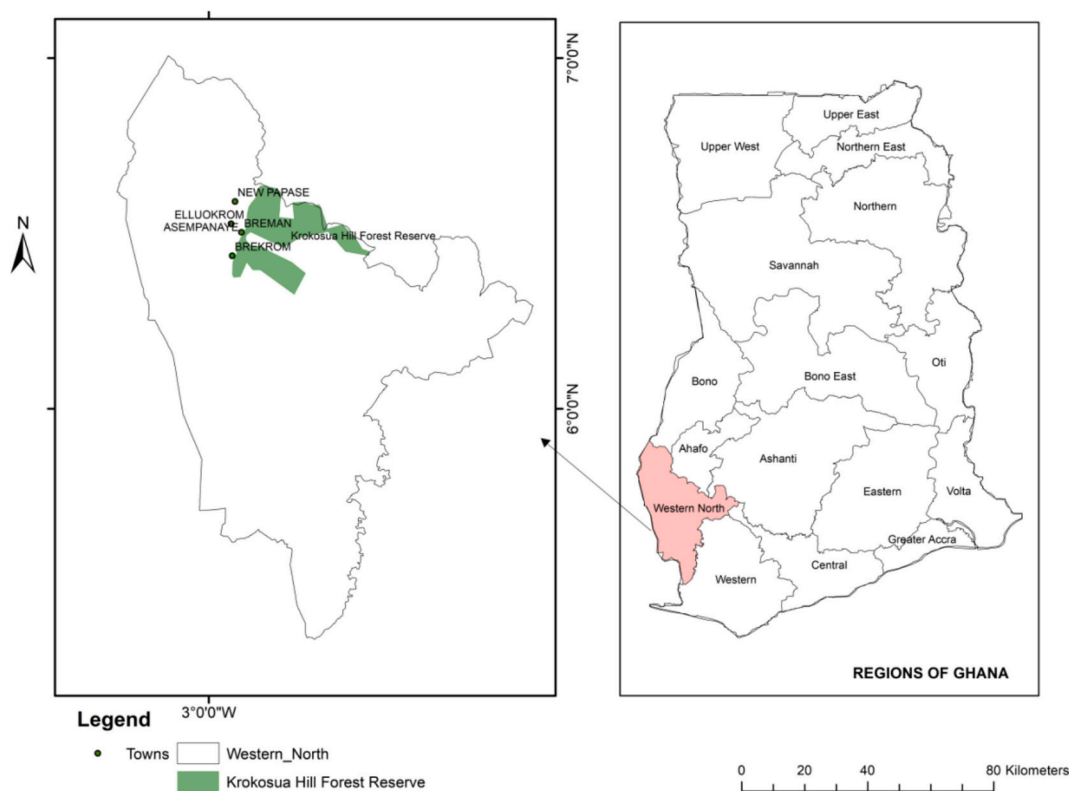 N
7°0'0"N
6°0'0"N
3°0'0"W
NEW PAPASE
ELLUOKROM
ASEMPANAYE
BREMAN
BREKROM
Krokosua Hill Forest Reserve
Upper East
Upper West
Northern East
Northern
Savannah
Oti
Bono
Bono East
Ahafo
Ashanti
Western North
Eastern
Volta
Greater Accra
Central
Western
REGIONS OF GHANA
Legend
Towns
Western_North
Krokosua Hill Forest Reserve
0 20 40 60 80 Kilometers